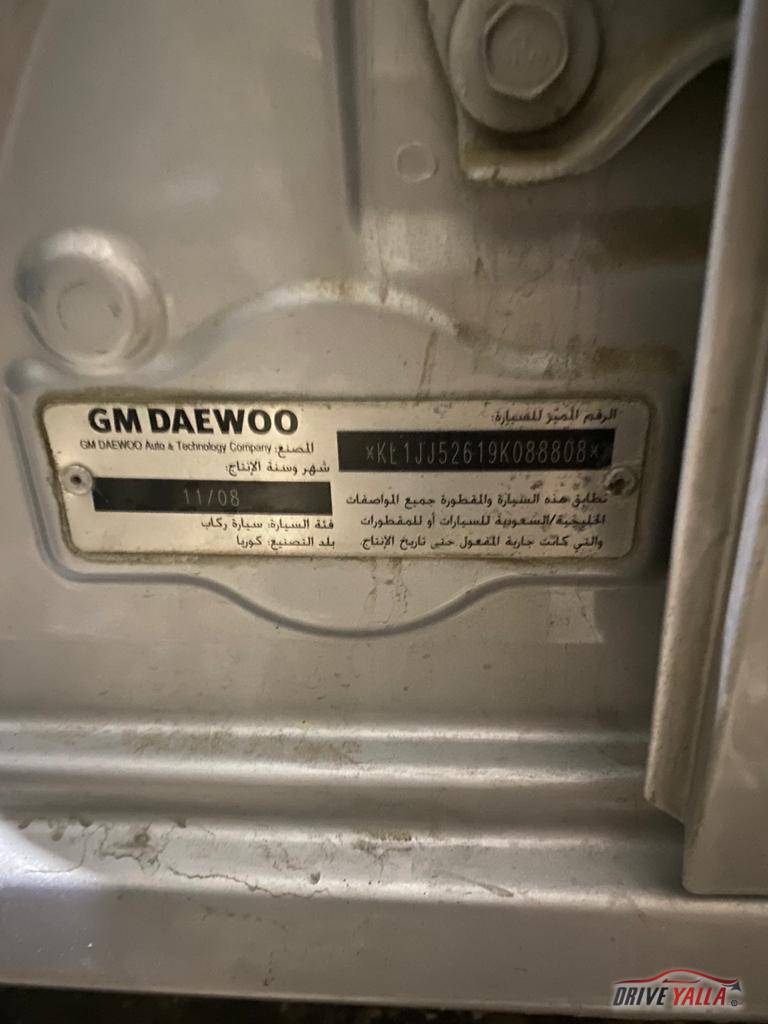 GM DAEWOO
GM DAEWOO Auto & Technology Company المصنع:
شهر وسنة الإنتاج:
11/08
فئة السيارة: سيارة ركاب
بلد التصنيع: كوريا
الرقم المميز للسيارة:
*KL1JJ52619K088808*
تطابق هذه السيارة والمقطورة جميع المواصفات
الخليجية/السعودية للسيارات أو للمقطورات
والتي كانت جارية المفعول حتى تاريخ الإنتاج.
DRIVE YALLA